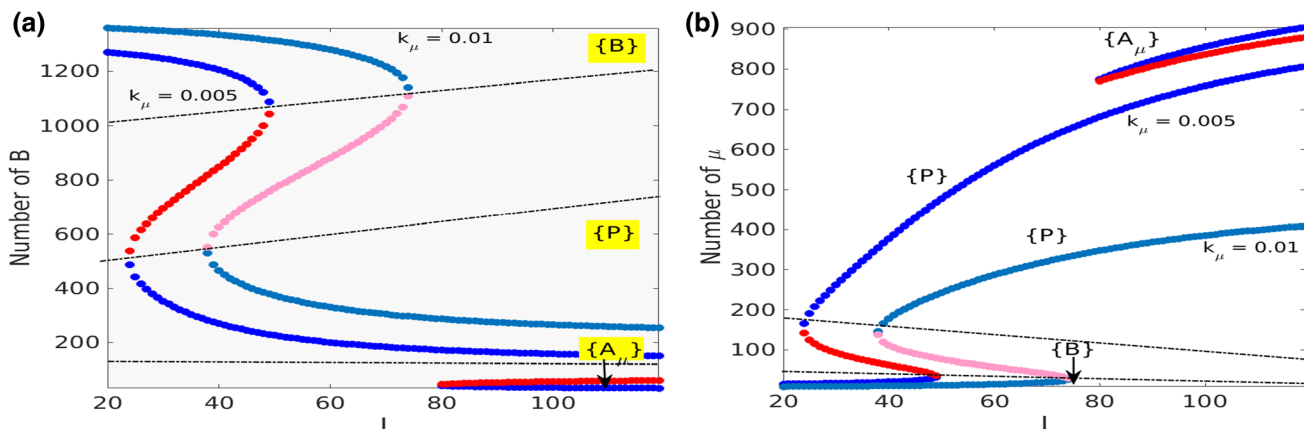 (a)
Number of B
1200
1000
800
600
400
200
k_μ = 0.01
k_μ = 0.005
{B}
{P}
{A_μ}
20
40
60
80
100
(b)
Number of μ
900
800
700
600
500
400
300
200
100
{A_μ}
k_μ = 0.005
{P}
{P}
k_μ = 0.01
{B}
20
40
60
80
100